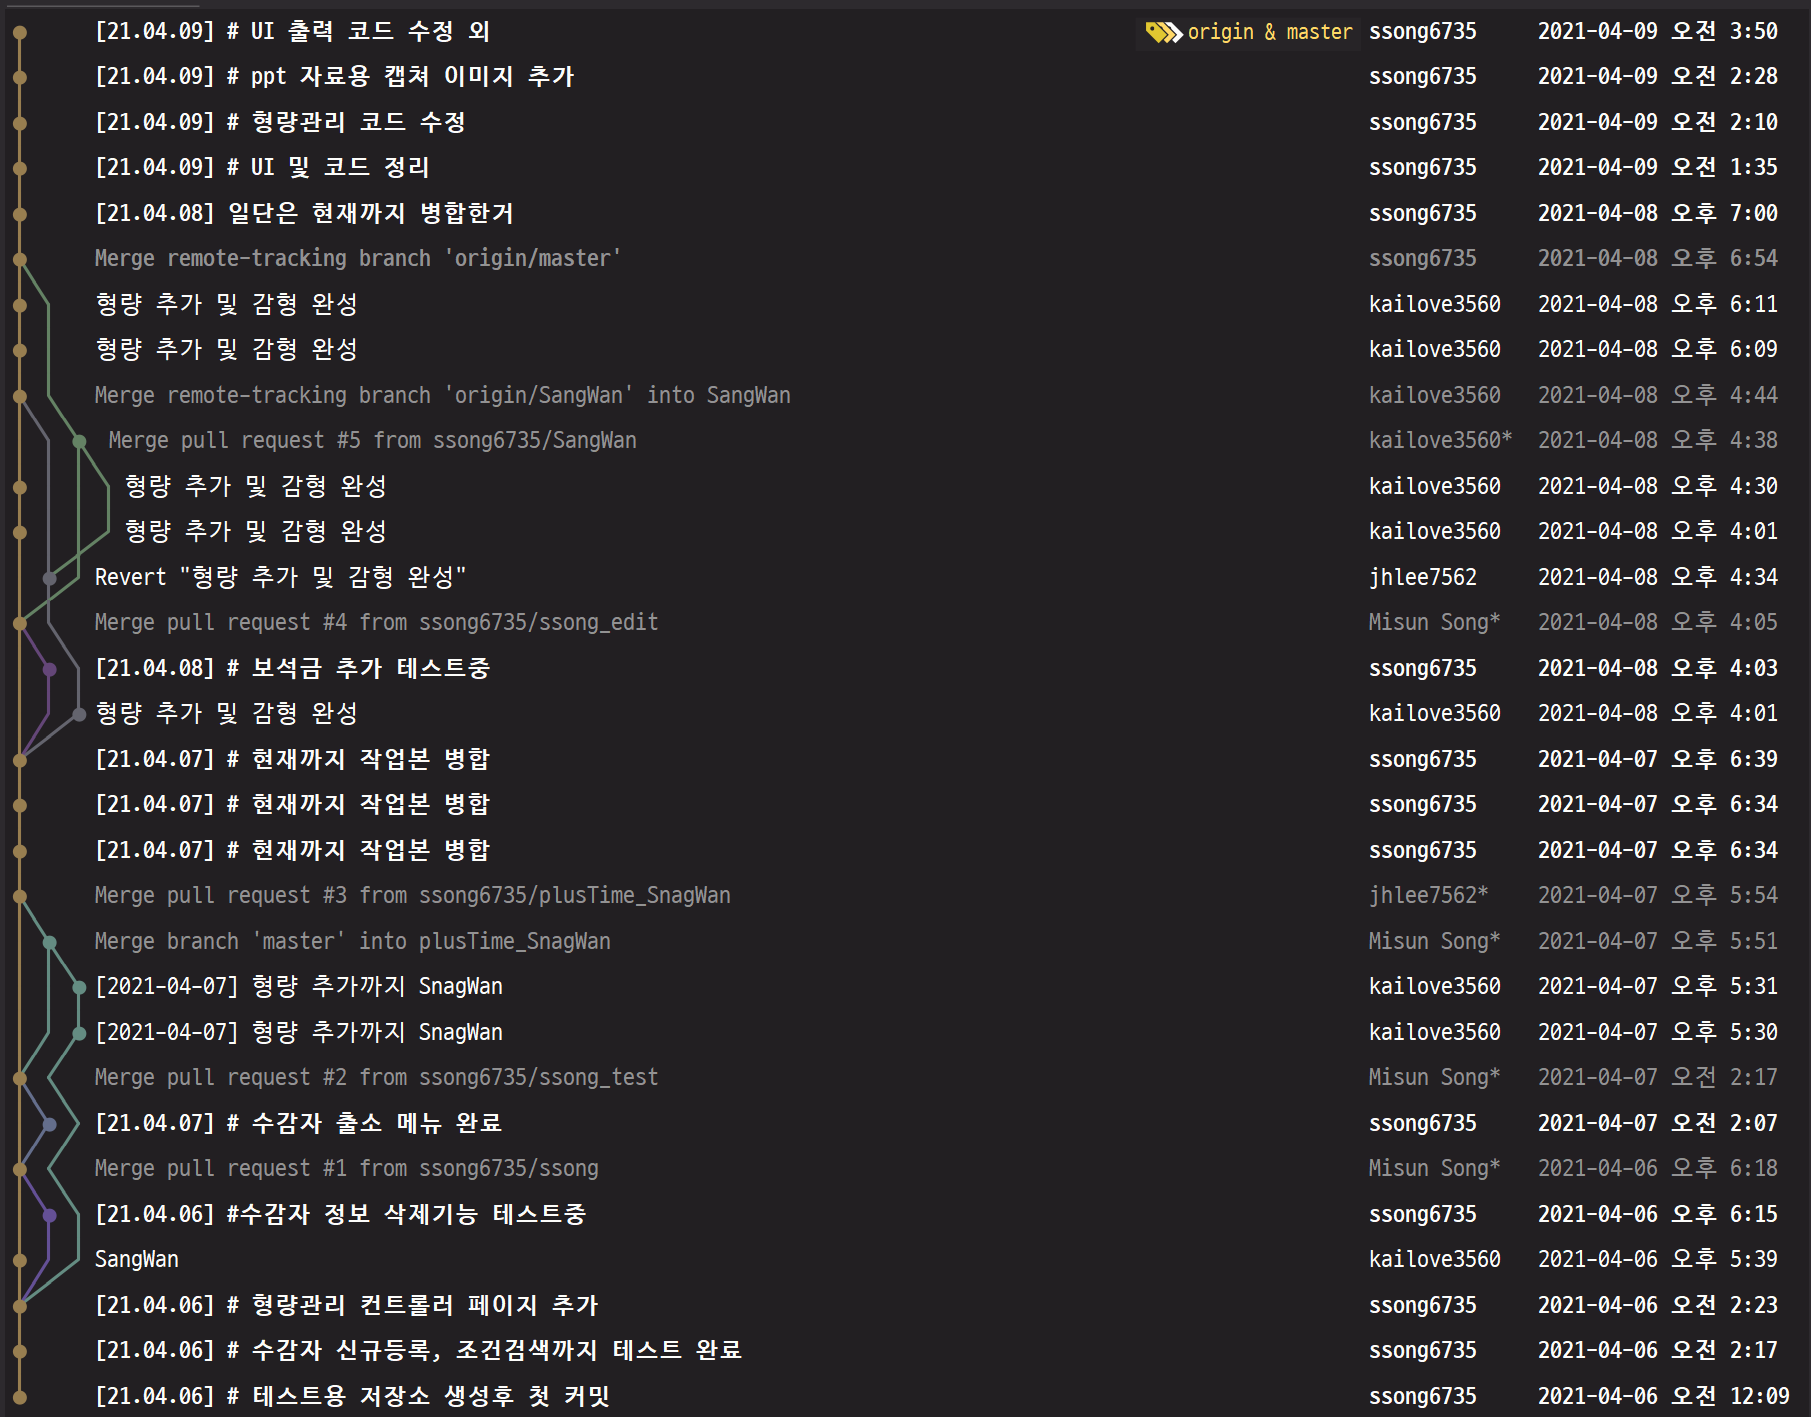 [21.04.09] # UI 출력 코드 수정 외 origin & master ssong6735 2021-04-09 오전 3:50
[21.04.09] # ppt 자료용 캡쳐 이미지 추가 ssong6735 2021-04-09 오전 2:28
[21.04.09] # 형량관리 코드 수정 ssong6735 2021-04-09 오전 2:10
[21.04.09] # UI 및 코드 정리 ssong6735 2021-04-09 오전 1:35
[21.04.08] 일단은 현재까지 병합한거 ssong6735 2021-04-08 오후 7:00
Merge remote-tracking branch 'origin/master' ssong6735 2021-04-08 오후 6:54
형량 추가 및 감형 완성 kailove3560 2021-04-08 오후 6:11
형량 추가 및 감형 완성 kailove3560 2021-04-08 오후 6:09
Merge remote-tracking branch 'origin/SangWan' into SangWan kailove3560 2021-04-08 오후 4:44
Merge pull request #5 from ssong6735/SangWan kailove3560* 2021-04-08 오후 4:38
형량 추가 및 감형 완성 kailove3560 2021-04-08 오후 4:30
형량 추가 및 감형 완성 kailove3560 2021-04-08 오후 4:01
Revert "형량 추가 및 감형 완성" jhlee7562 2021-04-08 오후 4:34
Merge pull request #4 from ssong6735/ssong_edit Misun Song* 2021-04-08 오후 4:05
[21.04.08] # 보석금 추가 테스트중 ssong6735 2021-04-08 오후 4:03
형량 추가 및 감형 완성 kailove3560 2021-04-08 오후 4:01
[21.04.07] # 현재까지 작업본 병합 ssong6735 2021-04-07 오후 6:39
[21.04.07] # 현재까지 작업본 병합 ssong6735 2021-04-07 오후 6:34
[21.04.07] # 현재까지 작업본 병합 ssong6735 2021-04-07 오후 6:34
Merge pull request #3 from ssong6735/plusTime_SnagWan jhlee7562* 2021-04-07 오후 5:54
Merge branch 'master' into plusTime_SnagWan Misun Song* 2021-04-07 오후 5:51
[2021-04-07] 형량 추가까지 SnagWan kailove3560 2021-04-07 오후 5:31
[2021-04-07] 형량 추가까지 SnagWan kailove3560 2021-04-07 오후 5:30
Merge pull request #2 from ssong6735/ssong_test Misun Song* 2021-04-07 오전 2:17
[21.04.07] # 수감자 출소 메뉴 완료 ssong6735 2021-04-07 오전 2:07
Merge pull request #1 from ssong6735/ssong Misun Song* 2021-04-06 오후 6:18
[21.04.06] #수감자 정보 삭제기능 테스트중 ssong6735 2021-04-06 오후 6:15
SangWan kailove3560 2021-04-06 오후 5:39
[21.04.06] # 형량관리 컨트롤러 페이지 추가 ssong6735 2021-04-06 오전 2:23
[21.04.06] # 수감자 신규등록, 조건검색까지 테스트 완료 ssong6735 2021-04-06 오전 2:17
[21.04.06] # 테스트용 저장소 생성후 첫 커밋 ssong6735 2021-04-06 오전 12:09